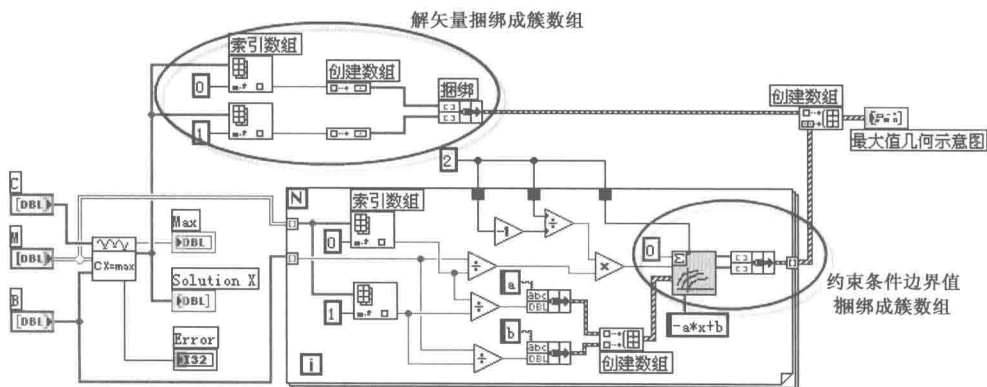 解矢量捆绑成簇数组
索引数组
0
创建数组
捆绑
1
创建数组
最大值几何示意图
2
C
[DBL]
M
[DBL]
B
[DBL]
CX=max
Max
DBL
Solution X
DBL]
Error
I32
N
索引数组
0
1
i
-1
÷
×
÷
÷
÷
a
abc
DBL
b
abc
DBL
创建数组
0
Σ
-a*x+b
约束条件边界值
捆绑成簇数组